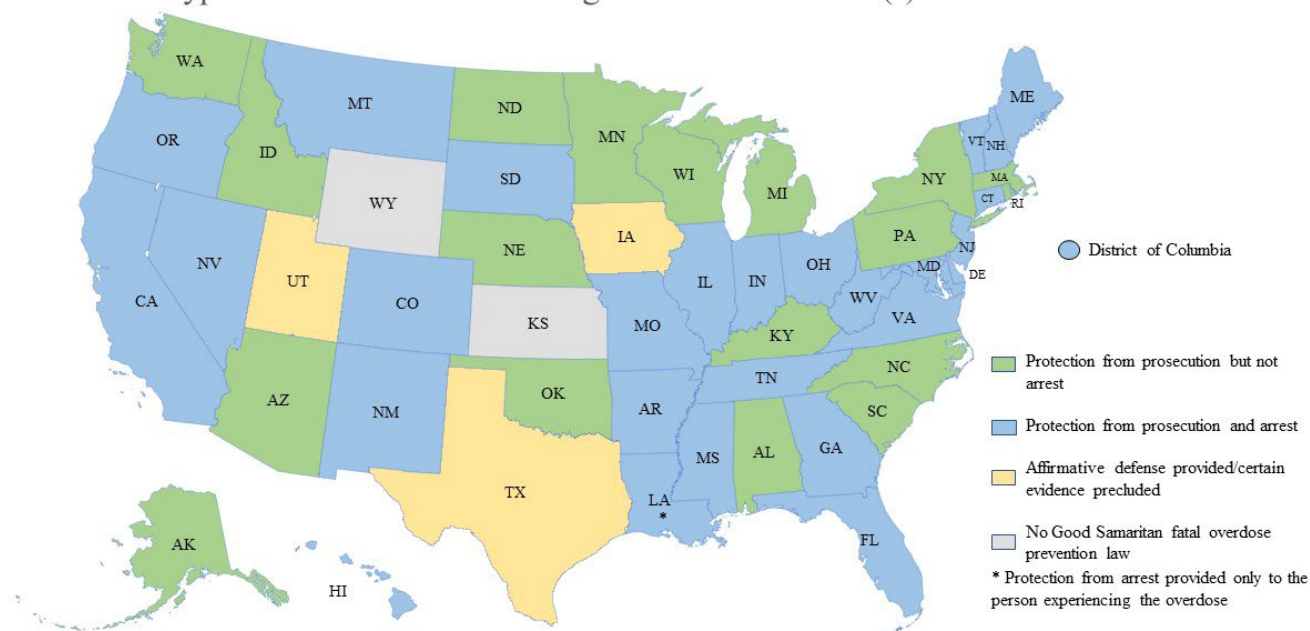 WA
MT
ND
MN
ME
OR
ID
SD
WI
MI
NY
VT
NH
MA
CT
RI
WY
IA
NE
PA
NJ
NV
UT
CO
CA
IL
IN
OH
MD
DE
WV
VA
KS
MO
KY
NC
TN
AZ
NM
OK
AR
SC
MS
AL
GA
TX
LA
*
FL
AK
HI
District of Columbia
Protection from prosecution but not
arrest
Protection from prosecution and arrest
Affirmative defense provided/certain
evidence precluded
No Good Samaritan fatal overdose
prevention law
* Protection from arrest provided only to the
person experiencing the overdose